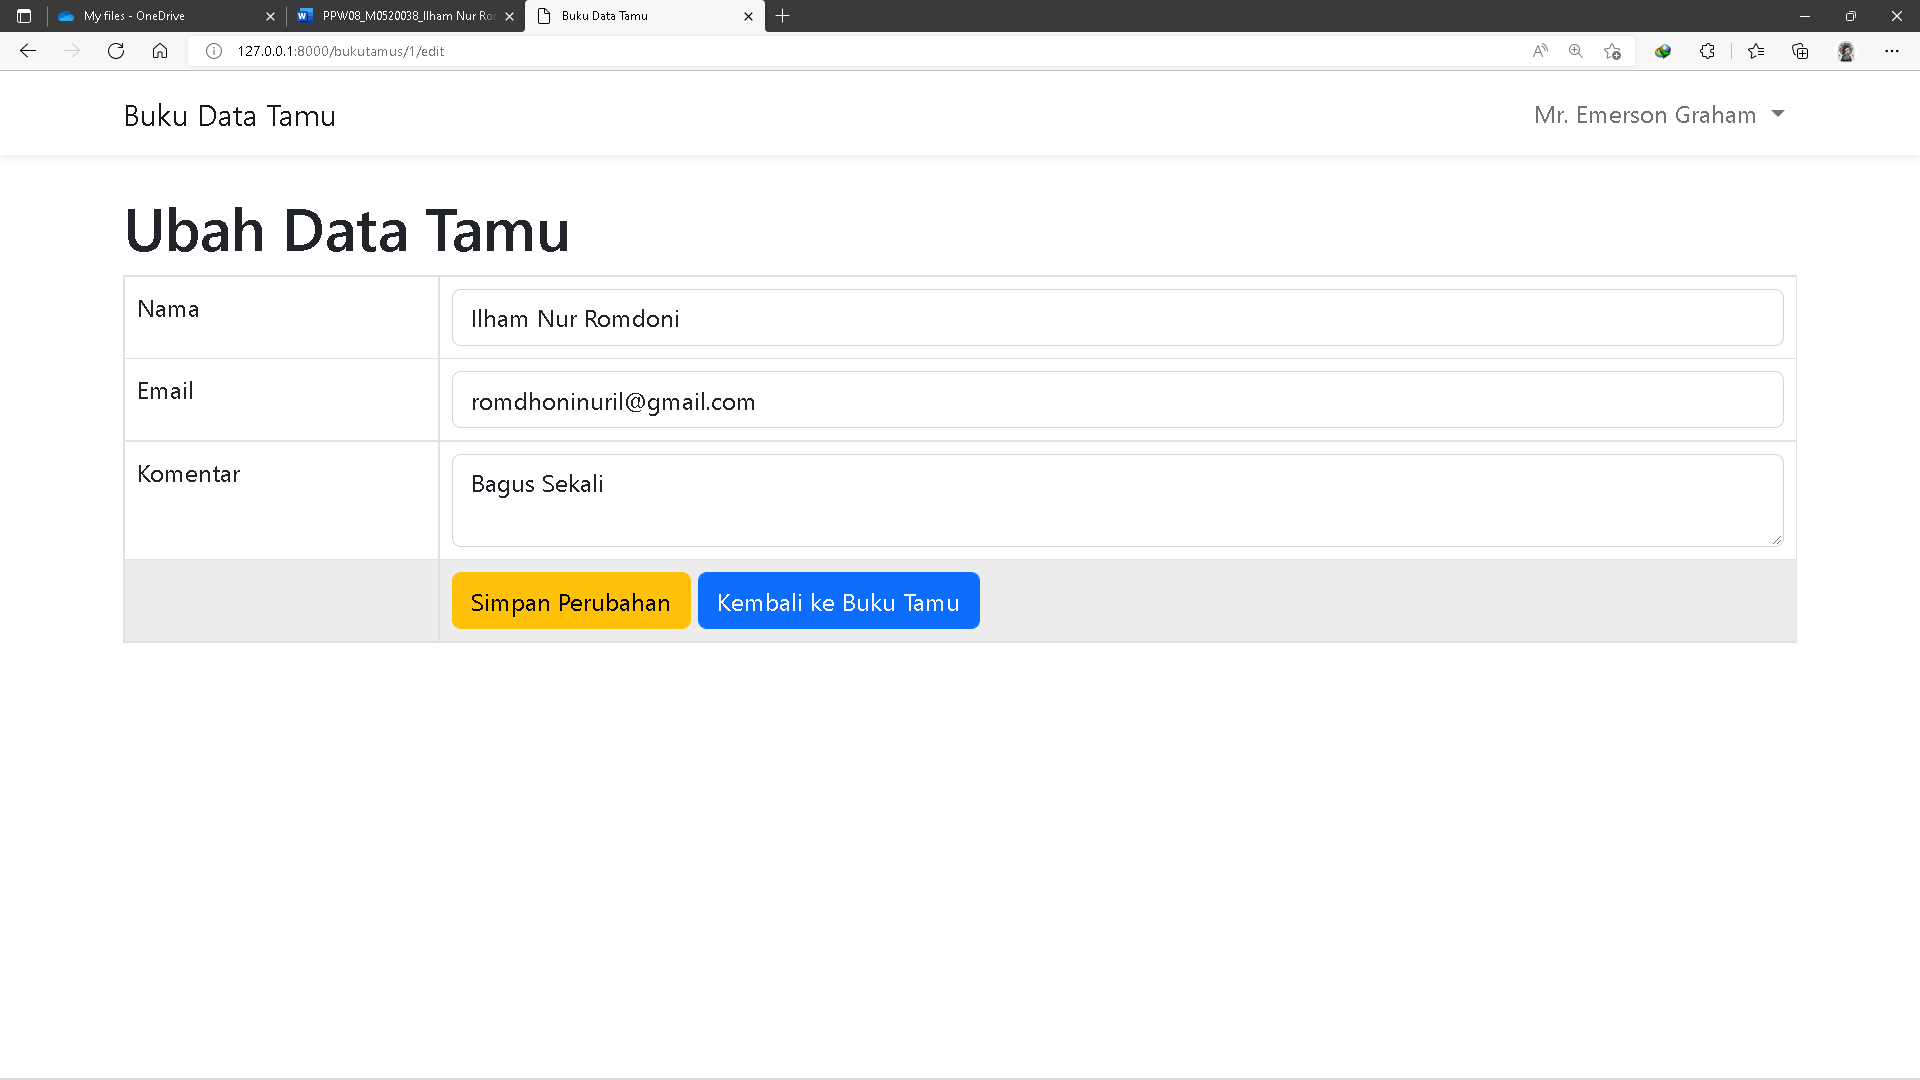 My files - OneDrive
PPW08_M0520038_Ilham Nur Ro
Buku Data Tamu
127.0.0.1:8000/bukutamus/1/edit
Buku Data Tamu
Mr. Emerson Graham
Ubah Data Tamu
Nama
Ilham Nur Romdoni
Email
romdhoninuril@gmail.com
Komentar
Bagus Sekali
Simpan Perubahan
Kembali ke Buku Tamu